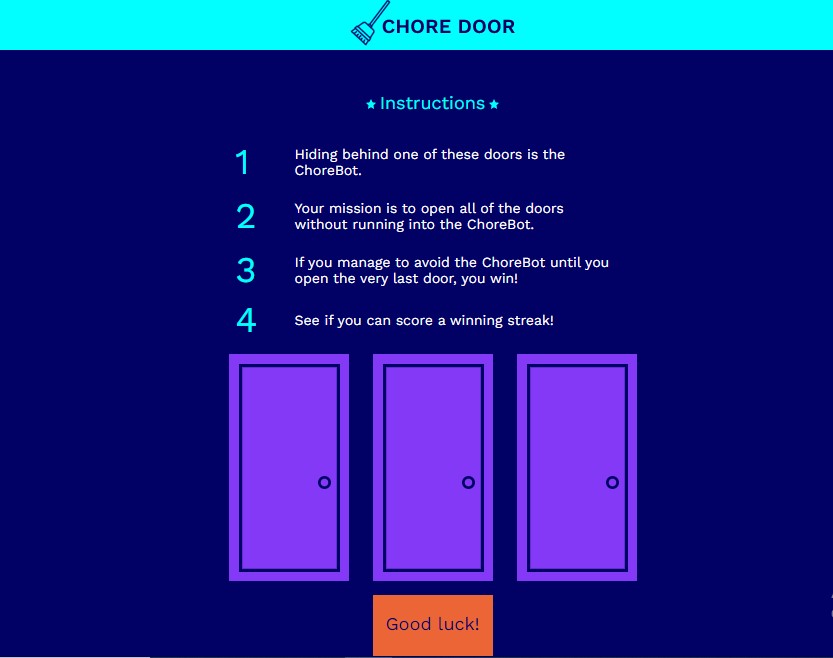 CHORE DOOR
Instructions
1
Hiding behind one of these doors is the
ChoreBot.
2
Your mission is to open all of the doors
without running into the ChoreBot.
3
If you manage to avoid the ChoreBot until you
open the very last door, you win!
4
See if you can score a winning streak!
Good luck!